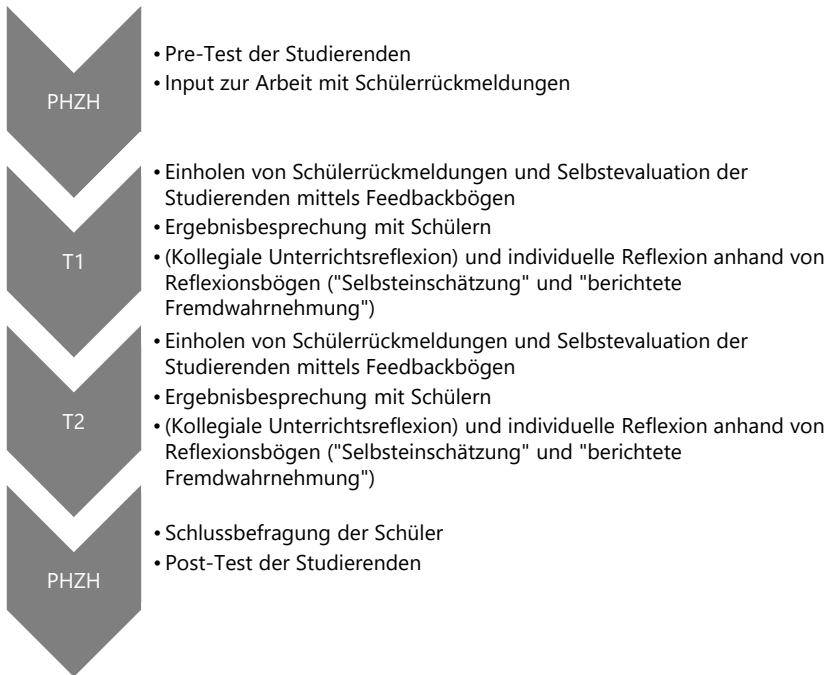 PHZH
• Pre-Test der Studierenden
• Input zur Arbeit mit Schülerrückmeldungen
T1
• Einholen von Schülerrückmeldungen und Selbstevaluation der
Studierenden mittels Feedbackbögen
• Ergebnisbesprechung mit Schülern
• (Kollegiale Unterrichtsreflexion) und individuelle Reflexion anhand von
Reflexionsbögen ("Selbsteinschätzung" und "berichtete
Fremdwahrnehmung")
T2
• Einholen von Schülerrückmeldungen und Selbstevaluation der
Studierenden mittels Feedbackbögen
• Ergebnisbesprechung mit Schülern
• (Kollegiale Unterrichtsreflexion) und individuelle Reflexion anhand von
Reflexionsbögen ("Selbsteinschätzung" und "berichtete
Fremdwahrnehmung")
PHZH
• Schlussbefragung der Schüler
• Post-Test der Studierenden